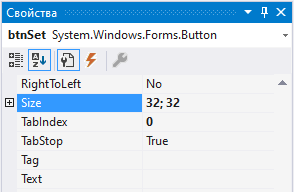 Свойства
btnSet System.Windows.Forms.Button
RightToLeft No
Size 32; 32
TabIndex 0
TabStop True
Tag
Text